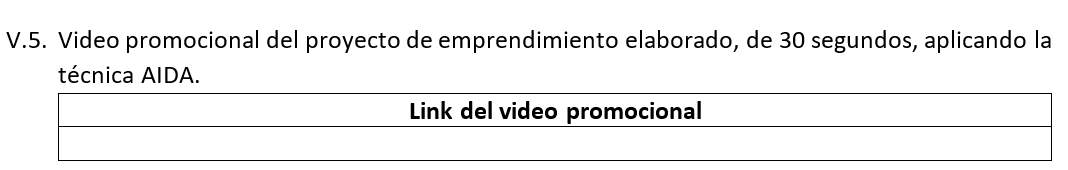 V.5. Video promocional del proyecto de emprendimiento elaborado, de 30 segundos, aplicando la
técnica AIDA.
Link del video promocional